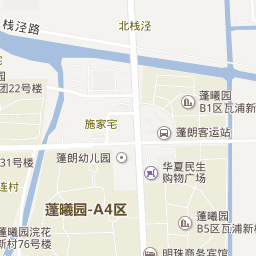 北栈泾
栈泾路
园
团22号楼
蓬曦园
B1区瓦浦新
施家宅
蓬朗客运站
31号楼
蓬朗幼儿园
连村
华夏民生
购物广场
蓬曦园-A4区
蓬曦园浣花
新村76号楼
蓬曦园
B5区瓦浦新
明珠商务宾馆